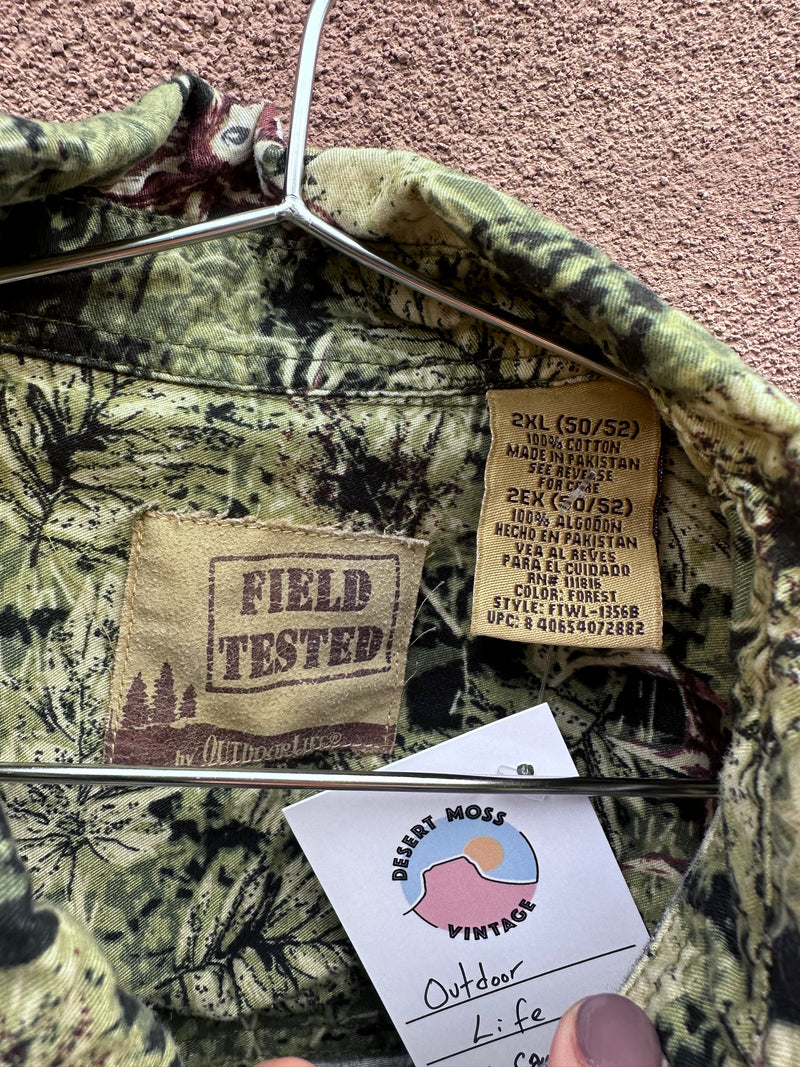 2XL (50/52)
100% COTTON
MADE IN PAKISTAN
SEE REVERSE
FOR CARE
2EX (50/52)
100% ALGODON
HECHO EN PAKISTAN
VEA AL REVES
PARA EL CUIDADO
RN# 111816
COLOR: FOREST
STYLE: FTWL-1356B
UPC: 8 40654072882
FIELD
TESTED
by OUTDOOR LIFE®
DESERT MOSS
VINTAGE
Outdoor
Life